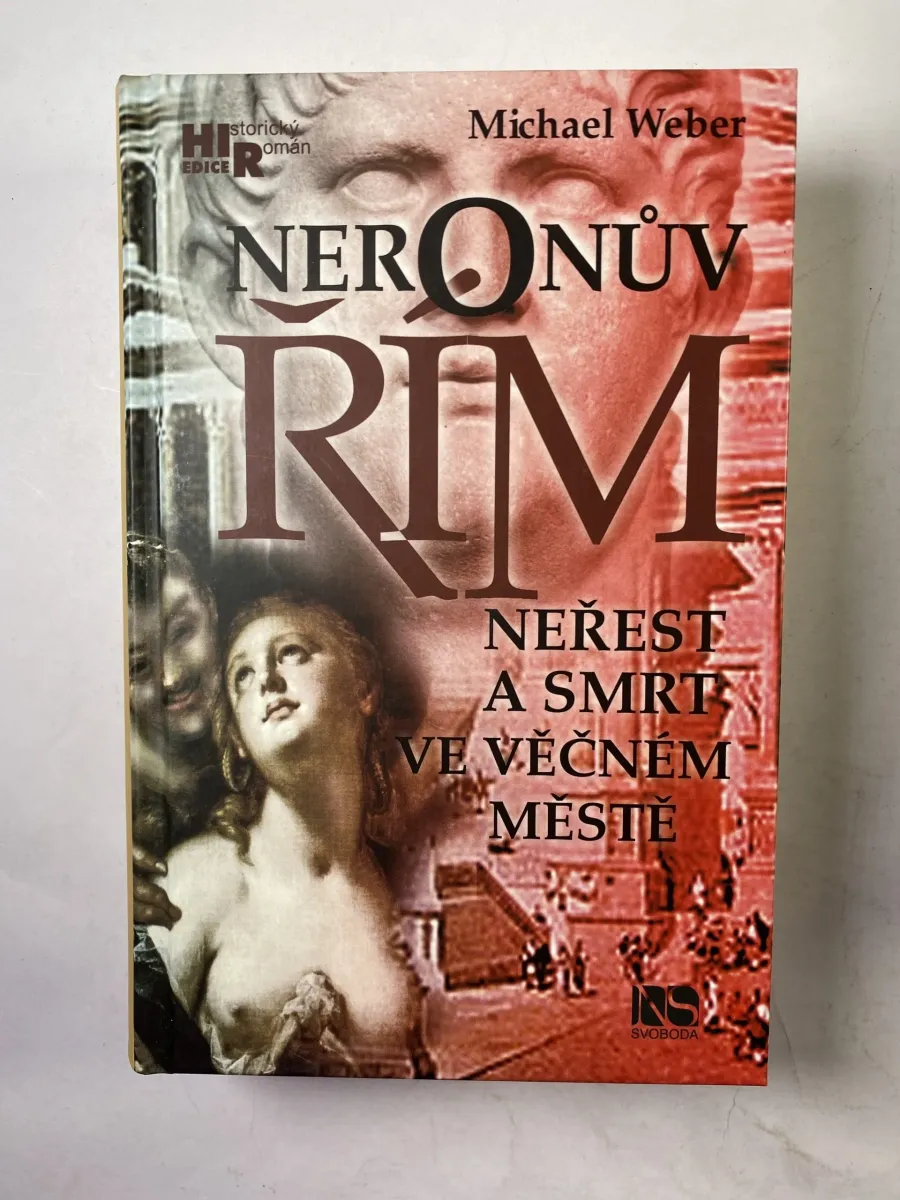 HIstorický
EDICE Román
Michael Weber
NERONŮV
ŘÍM
NEŘEST
A SMRT
VE VĚČNÉM
MĚSTĚ
NS
SVOBODA